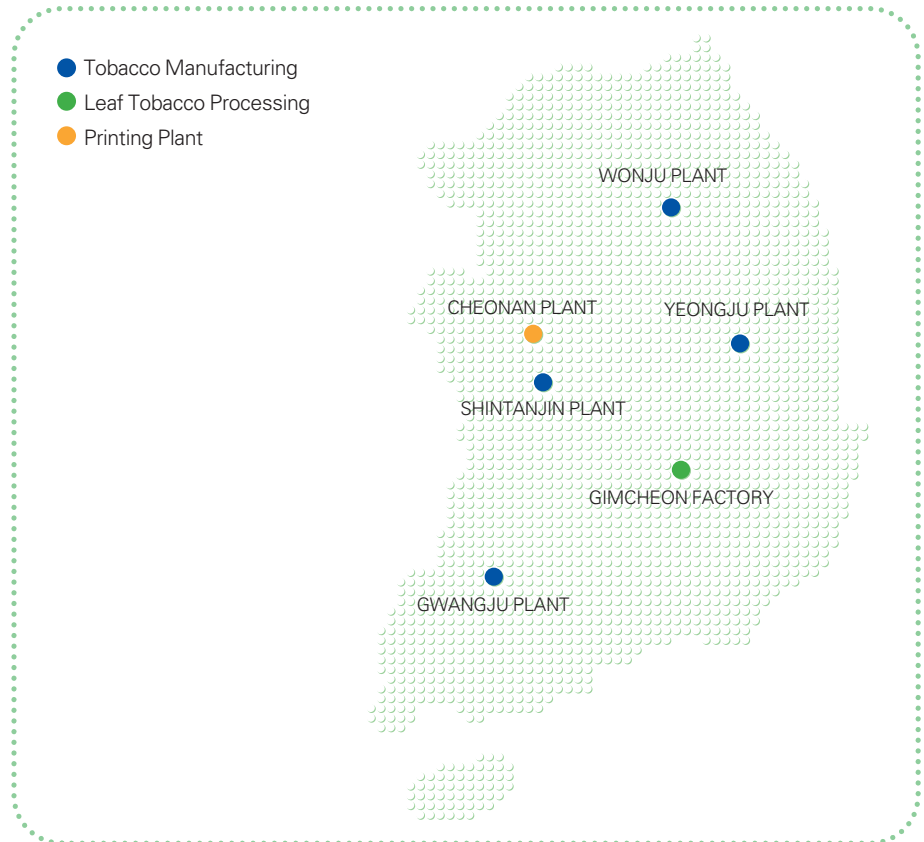 Tobacco Manufacturing
Leaf Tobacco Processing
Printing Plant
WONJU PLANT
CHEONAN PLANT
YEONGJU PLANT
SHINTANJIN PLANT
GIMCHEON FACTORY
GWANGJU PLANT